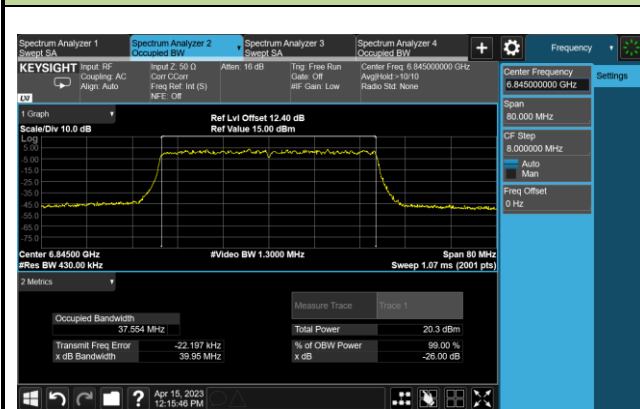 Spectrum Analyzer 1
Swept SA
Spectrum Analyzer 2
Occupied BW
Spectrum Analyzer 3
Swept SA
Spectrum Analyzer 4
Occupied BW
+
Frequency
KEYSIGHT
Input: RF
Coupling: AC
Align: Auto
Input Z: 50 Ω
Corr CCorr
Freq Ref: Int (S)
NFE: Off
Atten: 16 dB
Trig: Free Run
Gate: Off
#IF Gain: Low
Center Freq: 6.845000000 GHz
Avg|Hold:>10/10
Radio Std: None
LXI
Center Frequency
6.845000000 GHz
Settings
Span
80.000 MHz
CF Step
8.000000 MHz
Auto
Man
Freq Offset
0 Hz
1 Graph
Scale/Div 10.0 dB
Ref Lvl Offset 12.40 dB
Ref Value 15.00 dBm
Log
5.00
-5.00
-15.0
-25.0
-35.0
-45.0
-55.0
-65.0
-75.0
Center 6.84500 GHz
#Video BW 1.3000 MHz
Span 80 MHz
#Res BW 430.00 kHz
Sweep 1.07 ms (2001 pts)
2 Metrics
Measure Trace
Trace 1
Occupied Bandwidth
37.554 MHz
Total Power
20.3 dBm
Transmit Freq Error
-22.197 kHz
% of OBW Power
99.00 %
x dB Bandwidth
39.95 MHz
x dB
-26.00 dB
?
Apr 15, 2023
12:15:46 PM